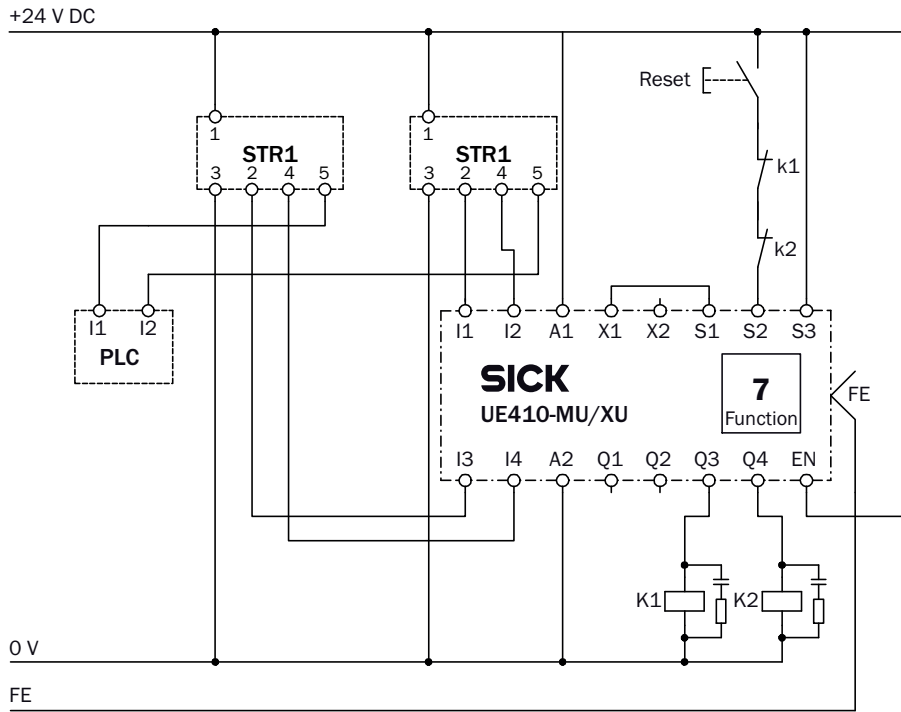 +24 V DC
Reset
1 1
STR1 STR1
3 2 4 5 3 2 4 5
k1
k2
I1 I2
PLC
I1 I2 A1 X1 X2 S1 S2 S3
SICK
UE410-MU/XU
7
Function
FE
I3 I4 A2 Q1 Q2 Q3 Q4 EN
K1 K2
0 V
FE